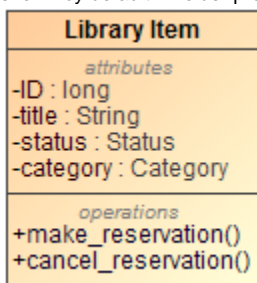 Library Item
attributes
-ID : long
-title : String
-status : Status
-category : Category
operations
+make_reservation()
+cancel_reservation()